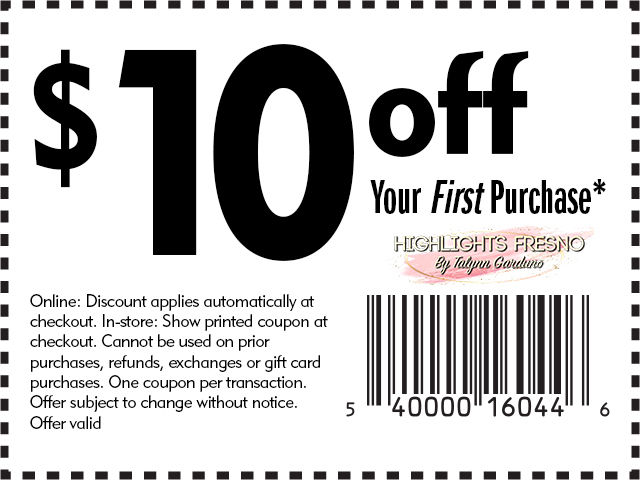 $10 off
Your First Purchase*
HIGHLIGHTS FRESNO
By Talynn Garduno
Online: Discount applies automatically at
checkout. In-store: Show printed coupon at
checkout. Cannot be used on prior
purchases, refunds, exchanges or gift card
purchases. One coupon per transaction.
Offer subject to change without notice.
Offer valid
5 40000 16044 6